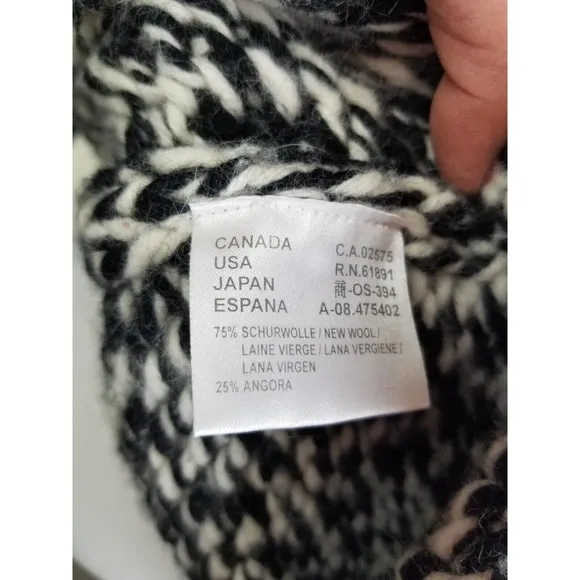 CANADA C.A.02575
USA R.N.61891
JAPAN 商-OS-394
ESPANA A-08.475402
75% SCHURWOLLE / NEW WOOL /
LAINE VIERGE / LANA VERGIENE /
LANA VIRGEN
25% ANGORA